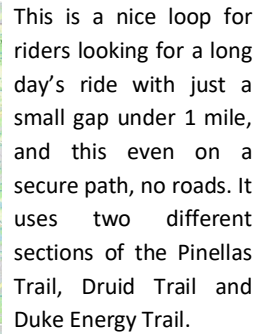 This is a nice loop for
riders looking for a long
day's ride with just a
small gap under 1 mile,
and this even on a
secure path, no roads. It
uses two different
sections of the Pinellas
Trail, Druid Trail and
Duke Energy Trail.